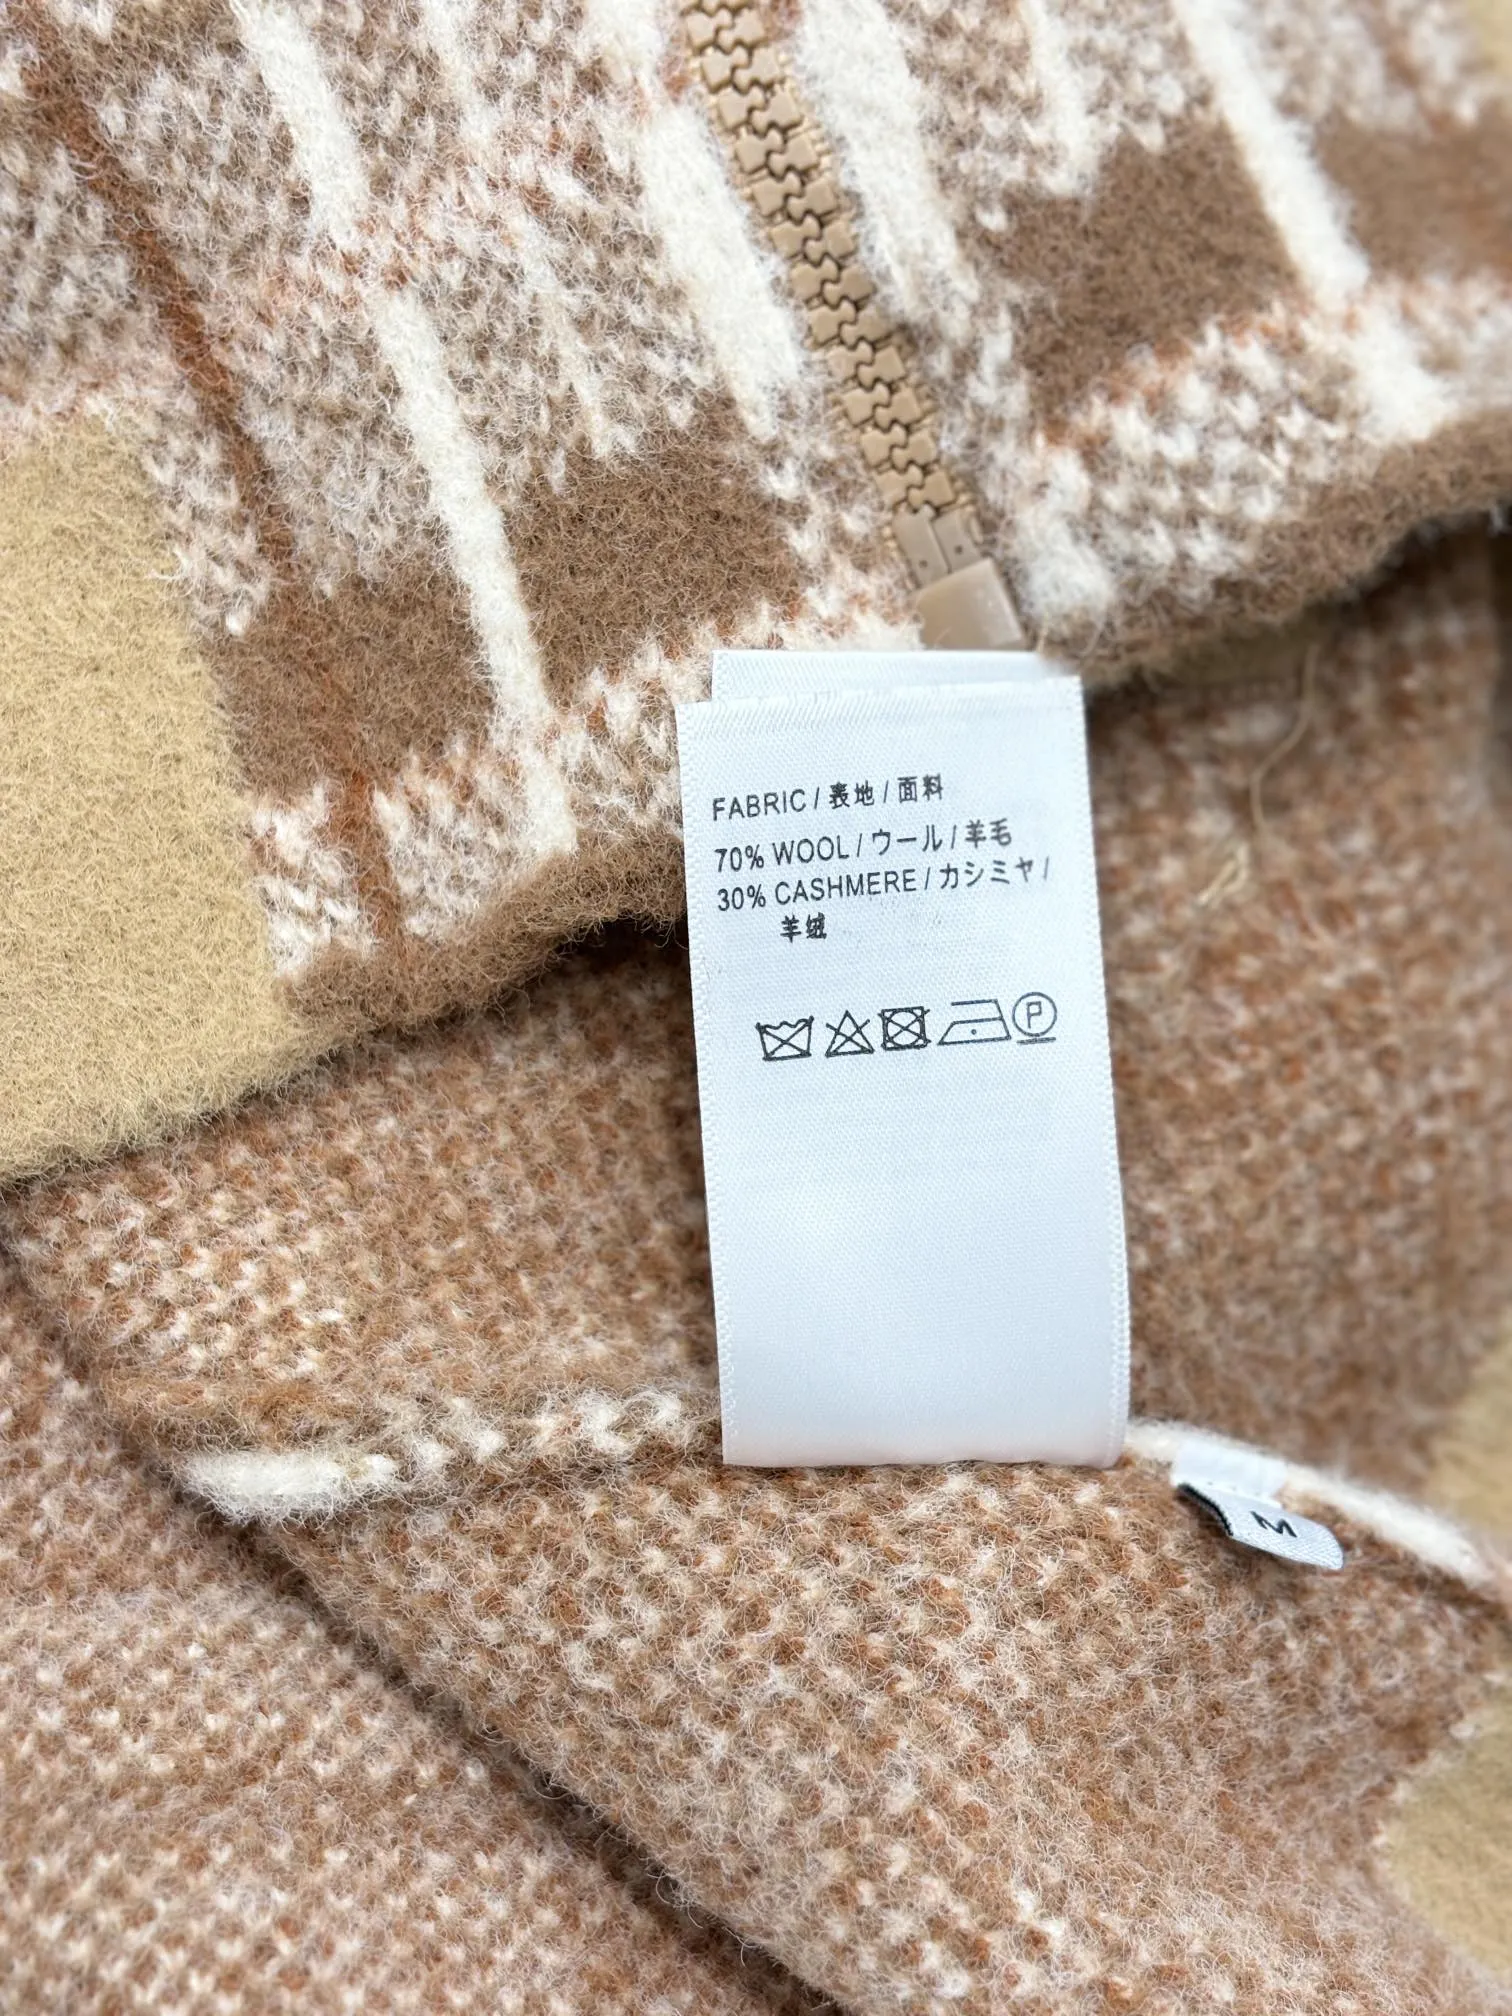 FABRIC / 表地 / 面料
70% WOOL / ウール / 羊毛
30% CASHMERE / カシミヤ /
羊绒
P
M